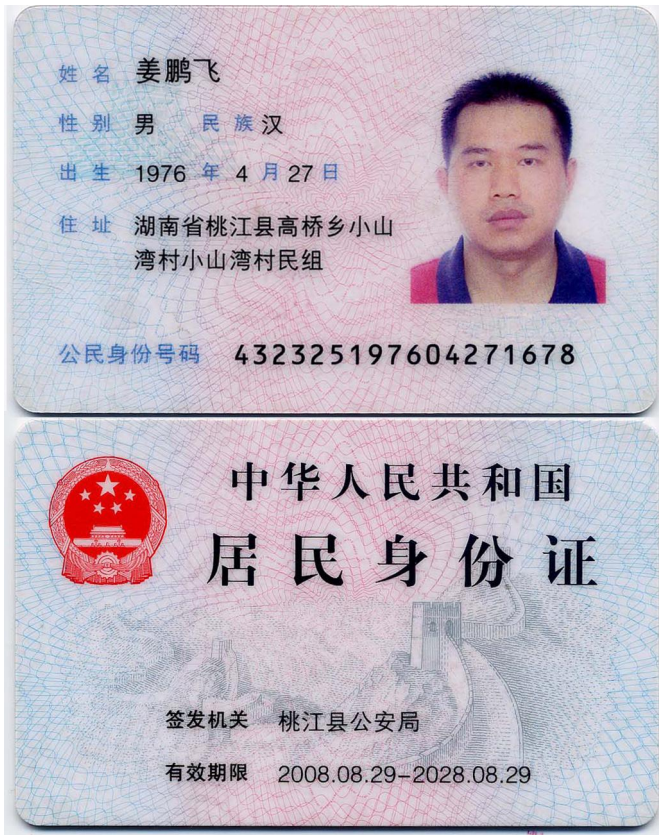 姓名 姜鹏飞
性别 男 民族 汉
出生 1976 年 4 月 27 日
住址 湖南省桃江县高桥乡小山
湾村小山湾村民组
公民身份号码 432325197604271678
中华人民共和国
居民身份证
签发机关 桃江县公安局
有效期限 2008.08.29-2028.08.29